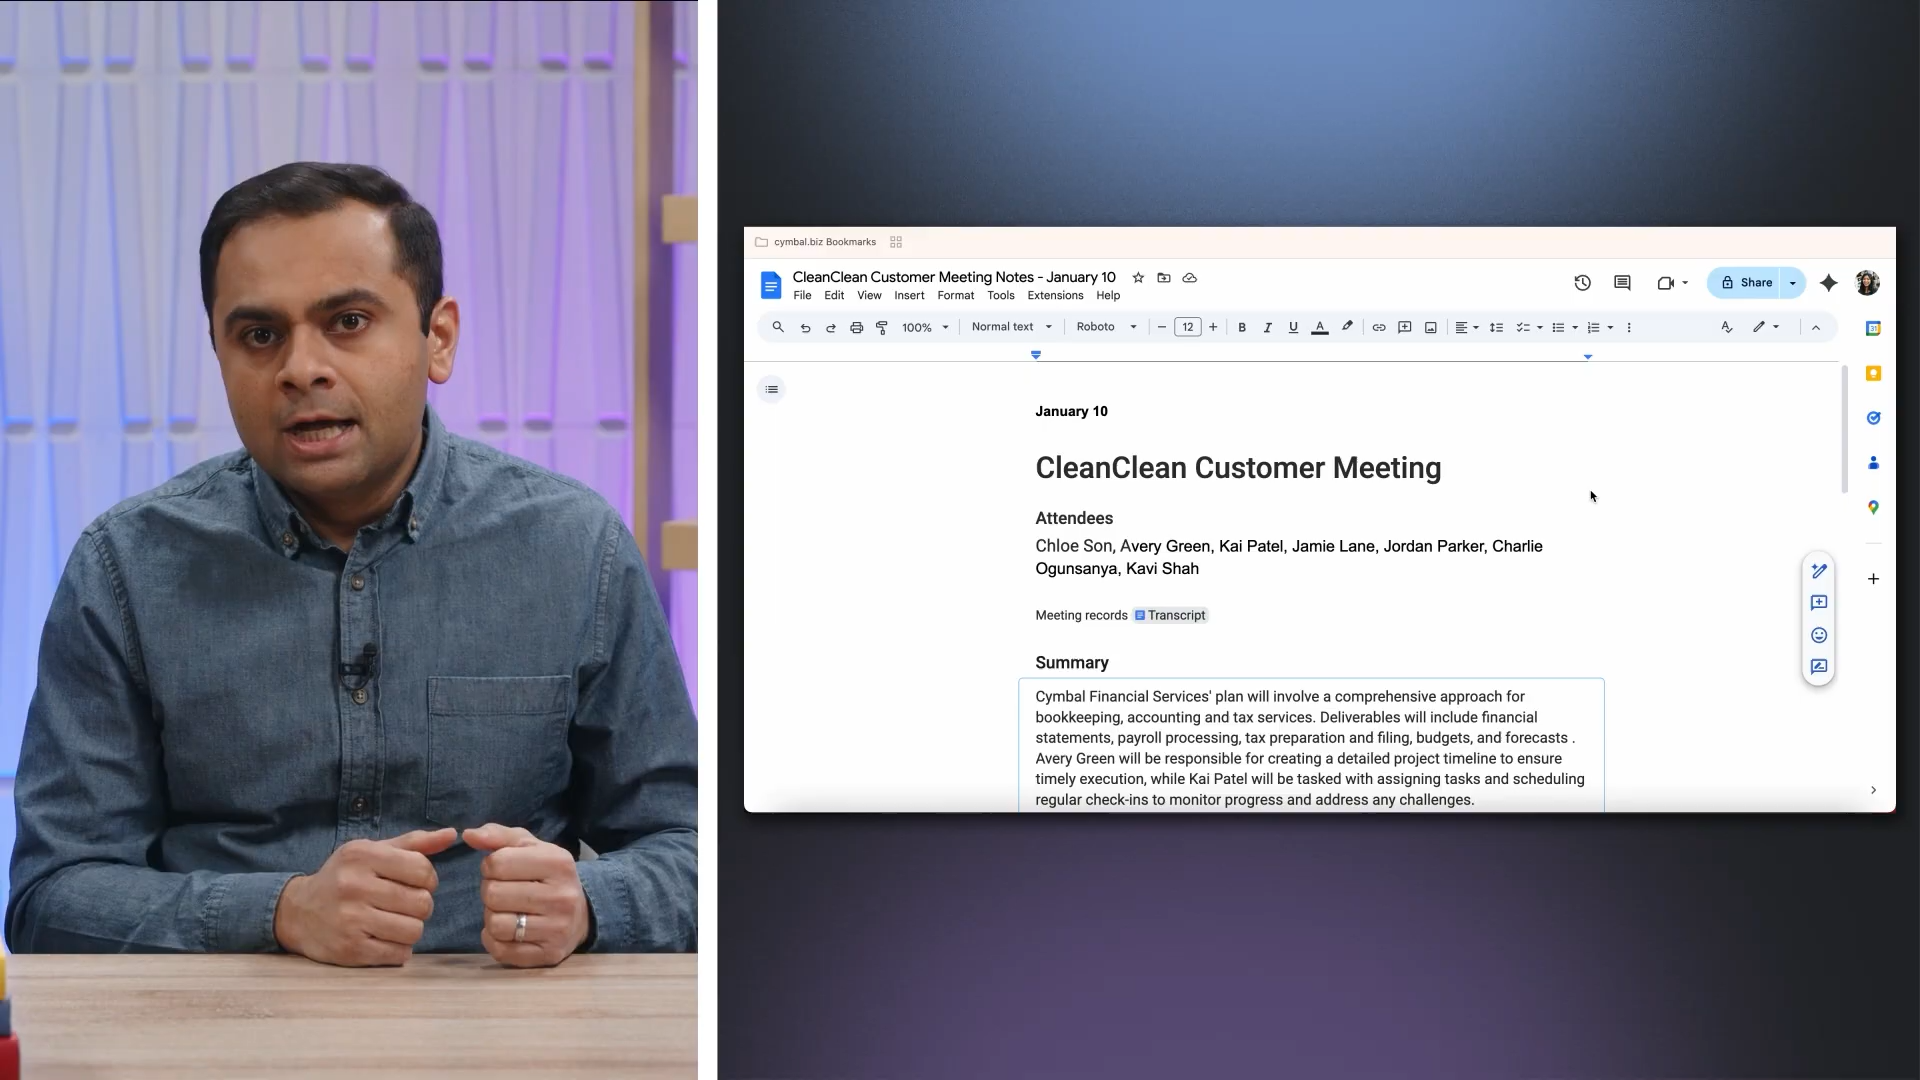 cymbal.biz Bookmarks
CleanClean Customer Meeting Notes - January 10
File Edit View Insert Format Tools Extensions Help
Share
100% Normal text Roboto 12 B I U A
January 10
CleanClean Customer Meeting
Attendees
Chloe Son, Avery Green, Kai Patel, Jamie Lane, Jordan Parker, Charlie
Ogunsanya, Kavi Shah
Meeting records Transcript
Summary
Cymbal Financial Services' plan will involve a comprehensive approach for
bookkeeping, accounting and tax services. Deliverables will include financial
statements, payroll processing, tax preparation and filing, budgets, and forecasts .
Avery Green will be responsible for creating a detailed project timeline to ensure
timely execution, while Kai Patel will be tasked with assigning tasks and scheduling
regular check-ins to monitor progress and address any challenges.